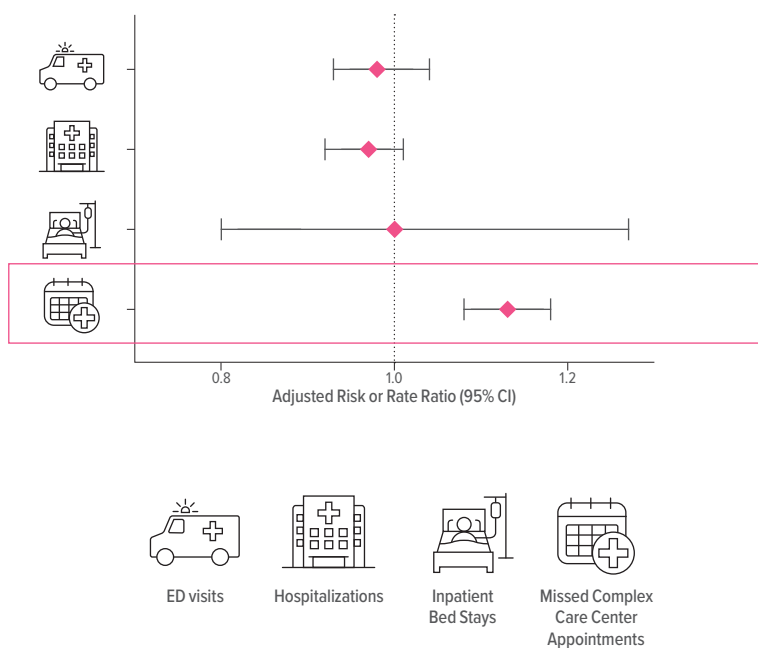 0.8 1.0 1.2
Adjusted Risk or Rate Ratio (95% CI)
ED visits
Hospitalizations
Inpatient
Bed Stays
Missed Complex
Care Center
Appointments